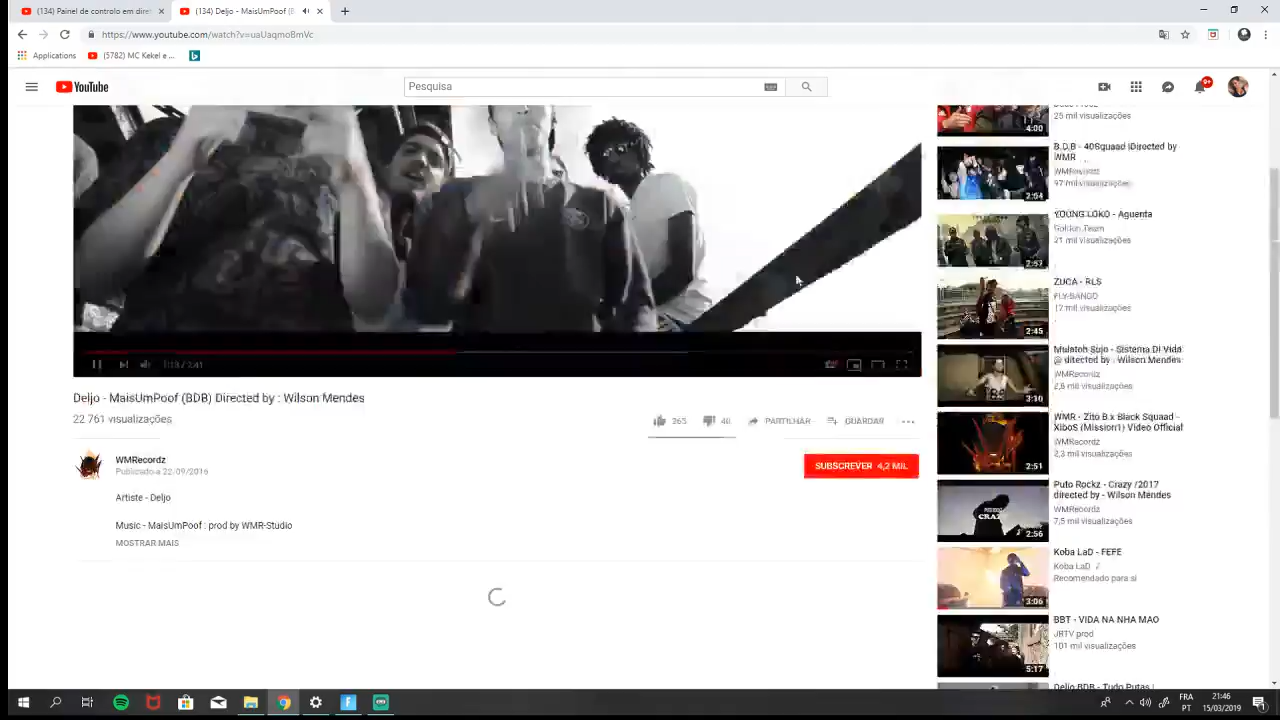 (134) Painel de controlo em dire
(134) Deljo - MaisUmPoof (B
https://www.youtube.com/watch?v=uaUaqmoBmVc
Applications
(5782) MC Kekel e ...
YouTube
Pesquisa
9+
25 mil visualizações
4:00
B.D.B - 40Squaad |Directed by
WMR
WMRecordz
97 mil visualizações
2:04
YOUNG LOKO - Aguenta
21 mil visualizações
2:57
ZUCA - RLS
17 mil visualizações
2:45
@ directed by - Wilson Mendes
WMRecordz
2,8 mil visualizações
3:10
WMR - Zito B.x Black Squaad -
XiboS (Mission1) Video Official
WMRecordz
2,3 mil visualizações
2:51
Puto Rockz - Crazy /2017
directed by - Wilson Mendes
WMRecordz
7,5 mil visualizações
2:56
Koba LaD - FEFE
Koba LaD
Recomendado para si
3:06
BBT - VIDA NA NHA MAO
JRTV prod
101 mil visualizações
5:17
Deljo BDB - Tudo Putas |
2:41
Deljo - MaisUmPoof (BDB) Directed by : Wilson Mendes
22 761 visualizações
365
40
PARTILHAR
GUARDAR
WMRecordz
Publicado a 22/09/2016
SUBSCREVER 4,2 MIL
Artiste - Deljo
Music - MaisUmPoof : prod by WMR-Studio
MOSTRAR MAIS
FRA
PT
21:46
15/03/2019